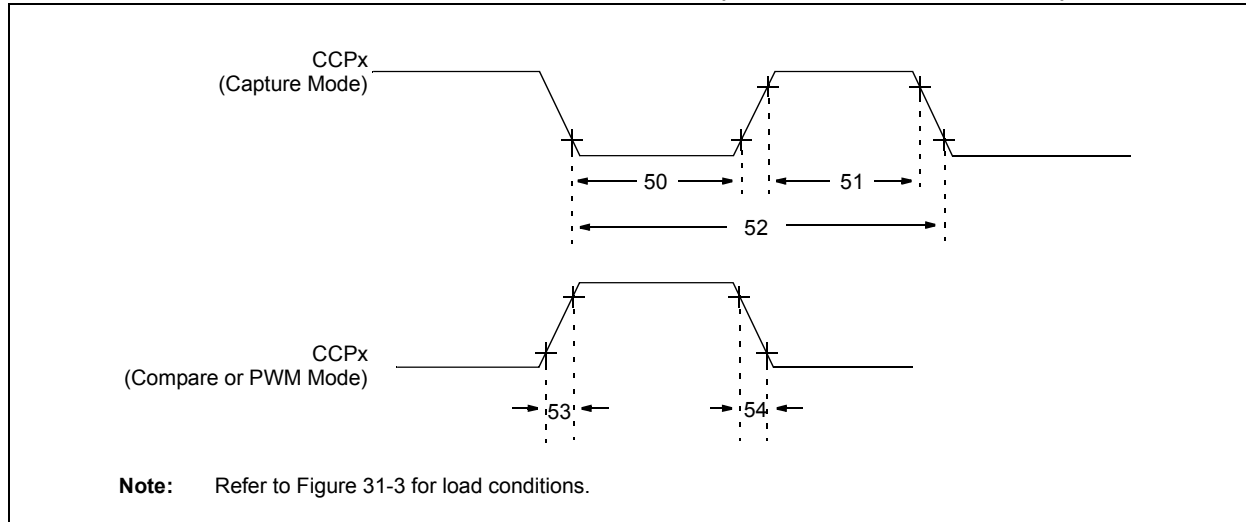 CCPx
(Capture Mode)
50
51
52
CCPx
(Compare or PWM Mode)
53
54
Note: Refer to Figure 31-3 for load conditions.